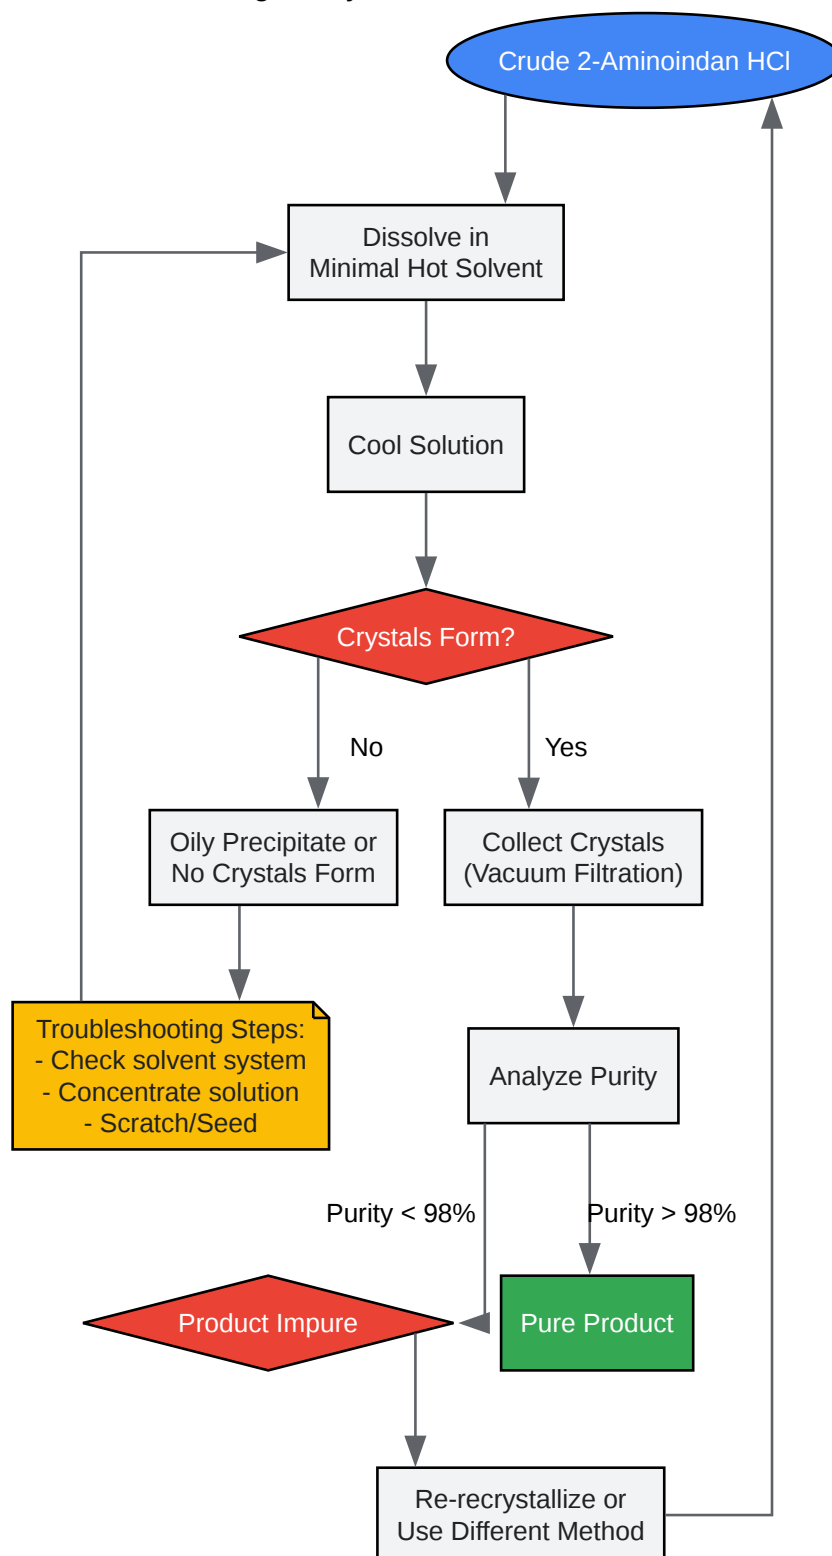 Crude 2-Aminoindan HCl
Dissolve in
Minimal Hot Solvent
Cool Solution
Crystals Form?
No
Yes
Oily Precipitate or
No Crystals Form
Collect Crystals
(Vacuum Filtration)
Troubleshooting Steps:
- Check solvent system
- Concentrate solution
- Scratch/Seed
Analyze Purity
Purity < 98%
Purity > 98%
Product Impure
Pure Product
Re-recrystallize or
Use Different Method